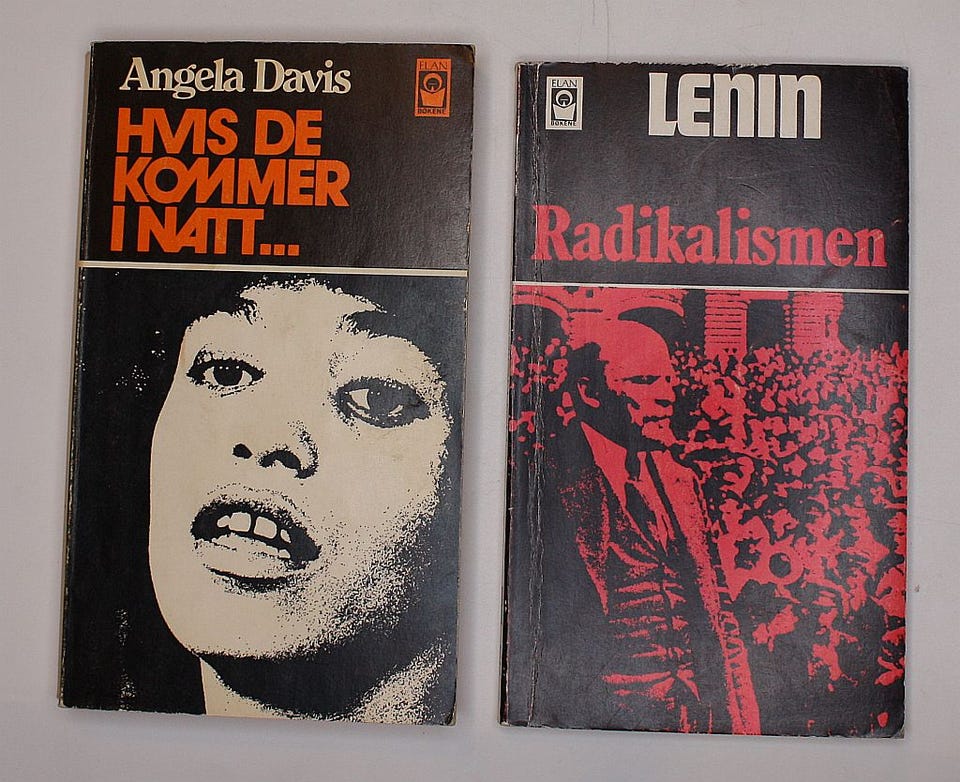 Angela Davis
ELAN
BØKENE
HVIS DE
KOMMER
I NATT...
ELAN
BØKENE
LENIN
Radikalismen